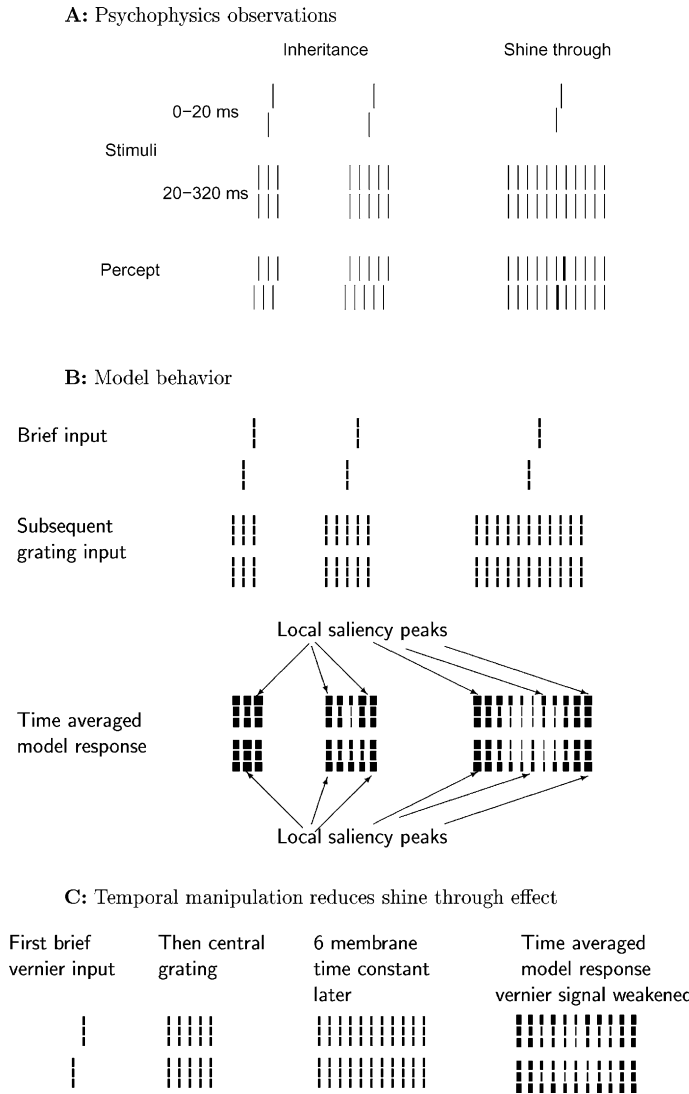 A: Psychophysics observations
Inheritance Shine through
0−20 ms
Stimuli
20−320 ms
Percept
B: Model behavior
Brief input
Subsequent
grating input
Local saliency peaks
Time averaged
model response
Local saliency peaks
C: Temporal manipulation reduces shine through effect
First brief
vernier input
Then central
grating
6 membrane
time constant
later
Time averaged
model response
vernier signal weakened